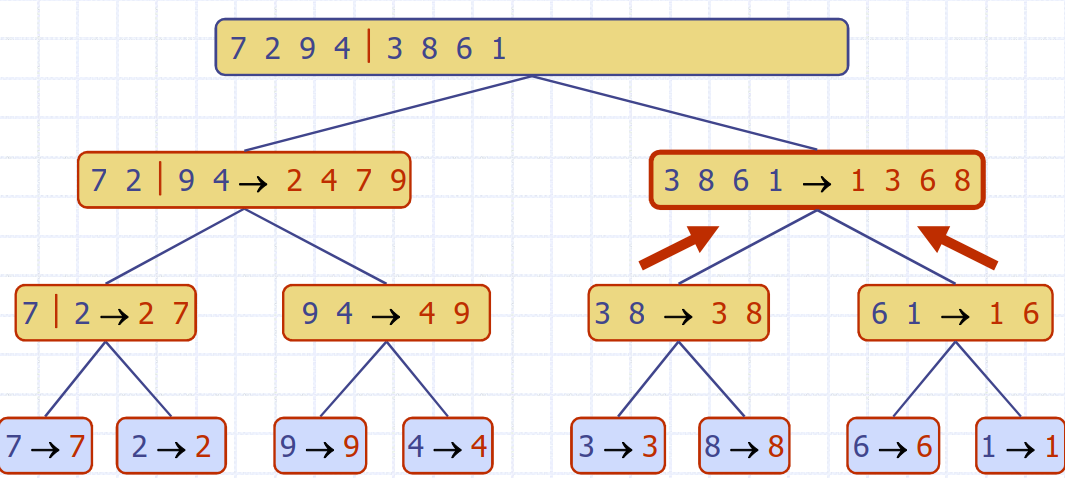 7 2 9 4 | 3 8 6 1
7 2 | 9 4 → 2 4 7 9
3 8 6 1 → 1 3 6 8
7 | 2 → 2 7
9 4 → 4 9
3 8 → 3 8
6 1 → 1 6
7 → 7
2 → 2
9 → 9
4 → 4
3 → 3
8 → 8
6 → 6
1 → 1